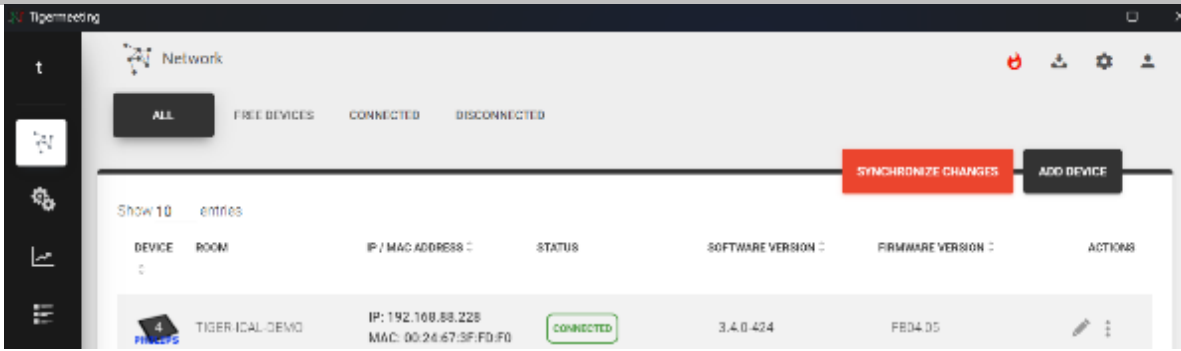 Tigermeeting
t
Network
ALL FREE DEVICES CONNECTED DISCONNECTED
SYNCHRONIZE CHANGES ADD DEVICE
Show 10 entries
DEVICE ROOM IP / MAC ADDRESS STATUS SOFTWARE VERSION FIRMWARE VERSION ACTIONS
4
PHILIPS
TIGER-ICAL-DEMO
IP: 192.168.88.228
MAC: 00:24:67:3F:FD:F0
CONNECTED
3.4.0-424
FB04.05